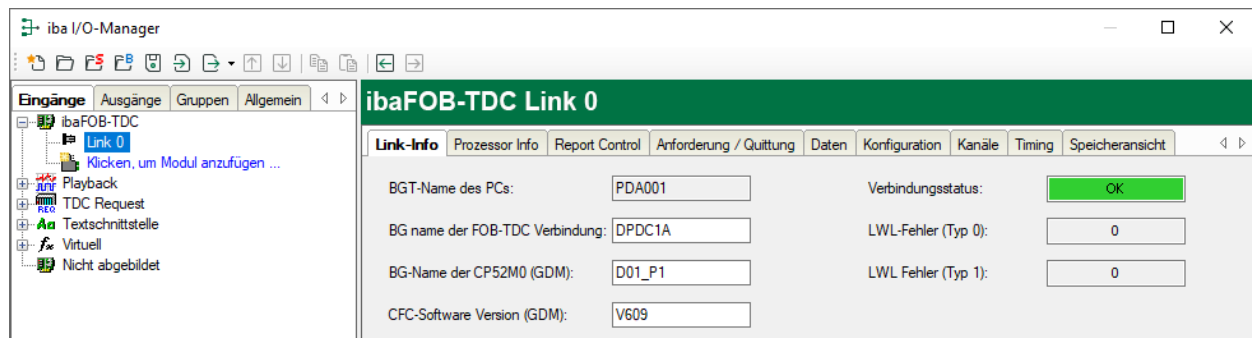 iba I/O-Manager
Eingänge Ausgänge Gruppen Allgemein
ibaFOB-TDC
Link 0
Klicken, um Modul anzufügen ...
Playback
TDC Request
Textschnittstelle
Virtuell
Nicht abgebildet
ibaFOB-TDC Link 0
Link-Info Prozessor Info Report Control Anforderung / Quittung Daten Konfiguration Kanäle Timing Speicheransicht
BGT-Name des PCs: PDA001 Verbindungsstatus: OK
BG name der FOB-TDC Verbindung: DPDC1A LWL-Fehler (Typ 0): 0
BG-Name der CP52M0 (GDM): D01_P1 LWL Fehler (Typ 1): 0
CFC-Software Version (GDM): V609